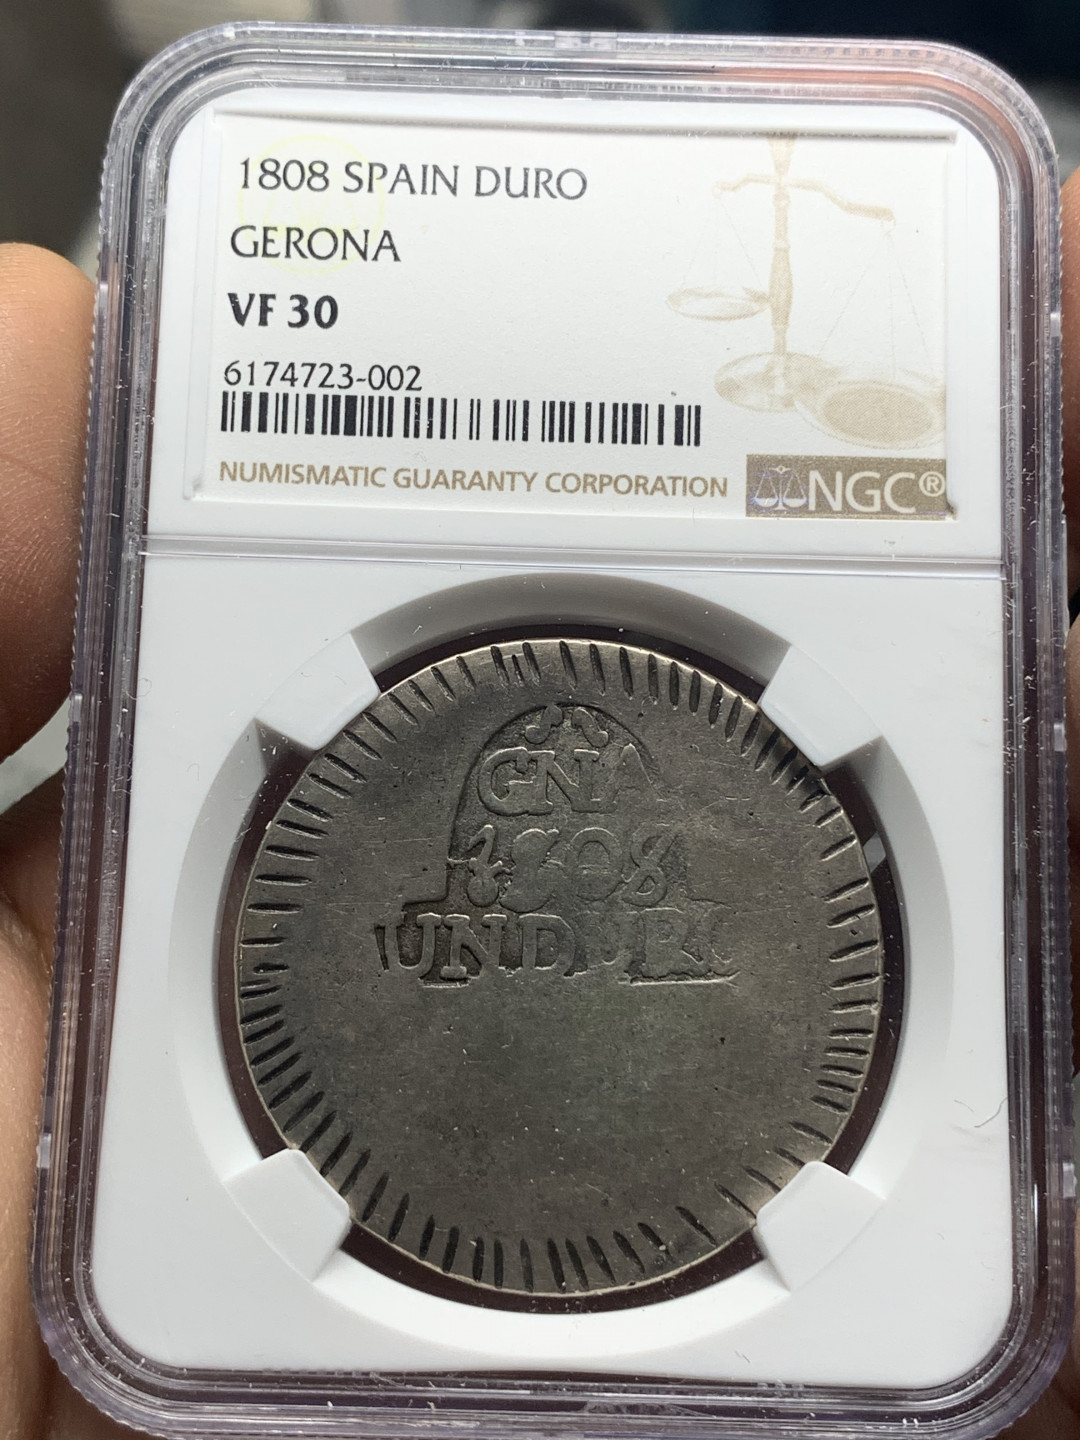 1808 SPAIN DURO
GERONA
VF 30
6174723-002
NUMISMATIC GUARANTY CORPORATION
NGC®
GNA
1808
UN DURO